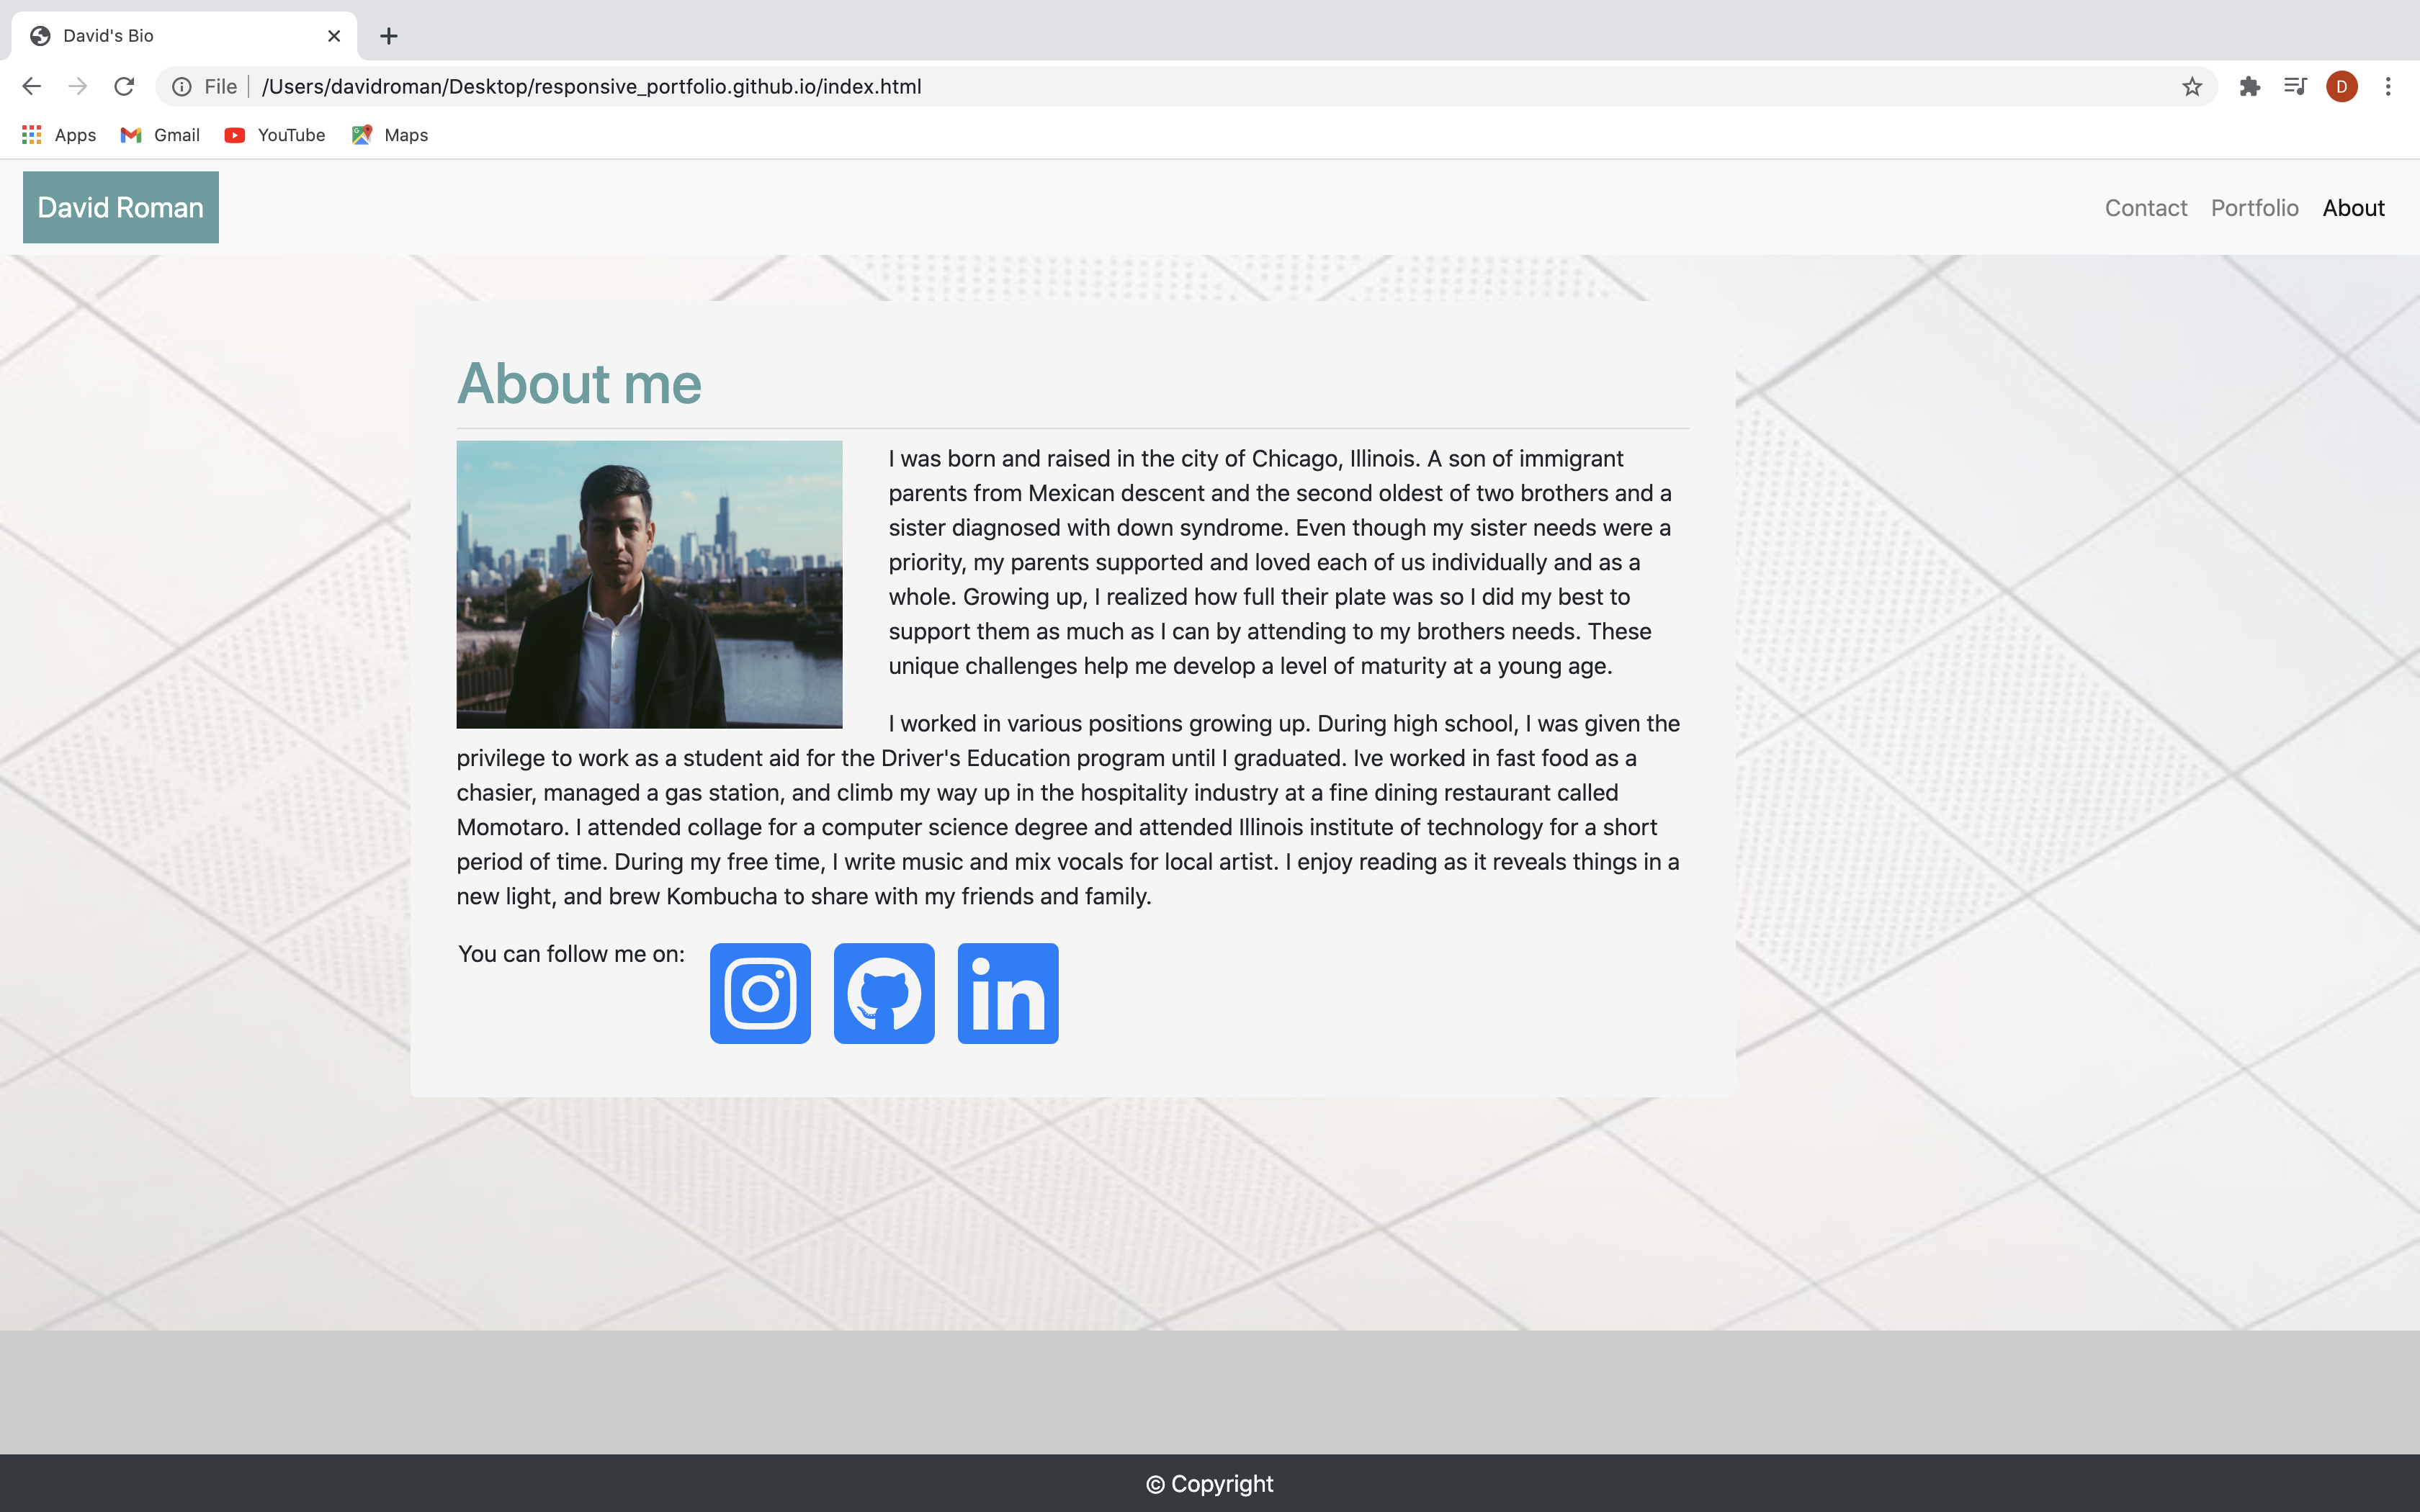 David's Bio
File
/Users/davidroman/Desktop/responsive_portfolio.github.io/index.html
D
Apps
Gmail
YouTube
Maps
David Roman
Contact
Portfolio
About
About me
I was born and raised in the city of Chicago, Illinois. A son of immigrant
parents from Mexican descent and the second oldest of two brothers and a
sister diagnosed with down syndrome. Even though my sister needs were a
priority, my parents supported and loved each of us individually and as a
whole. Growing up, I realized how full their plate was so I did my best to
support them as much as I can by attending to my brothers needs. These
unique challenges help me develop a level of maturity at a young age.
I worked in various positions growing up. During high school, I was given the
privilege to work as a student aid for the Driver's Education program until I graduated. Ive worked in fast food as a
chasier, managed a gas station, and climb my way up in the hospitality industry at a fine dining restaurant called
Momotaro. I attended collage for a computer science degree and attended Illinois institute of technology for a short
period of time. During my free time, I write music and mix vocals for local artist. I enjoy reading as it reveals things in a
new light, and brew Kombucha to share with my friends and family.
You can follow me on:
in
© Copyright